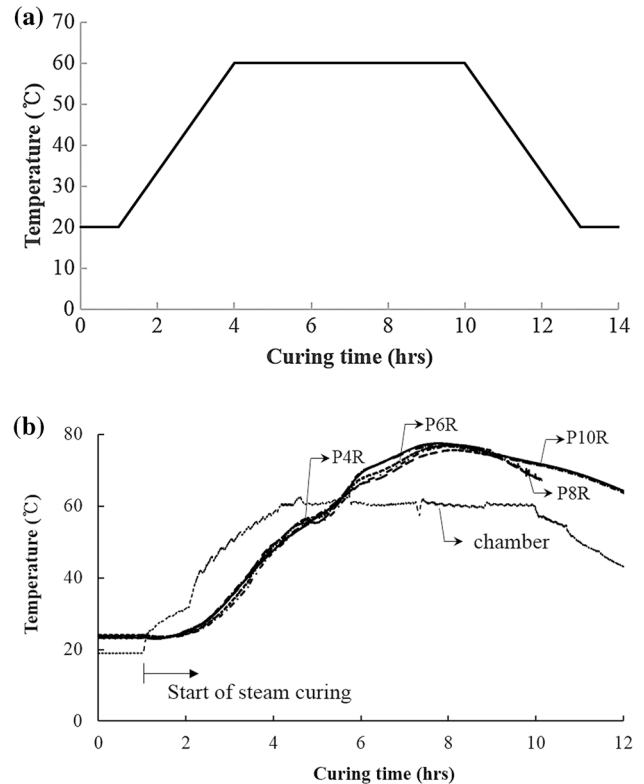 (a)
70
60
50
40
30
20
10
0
Temperature (℃)
0 2 4 6 8 10 12 14
Curing time (hrs)
(b)
80
60
40
20
0
Temperature (℃)
P6R
P10R
P4R
P8R
chamber
Start of steam curing
0 2 4 6 8 10 12
Curing time (hrs)